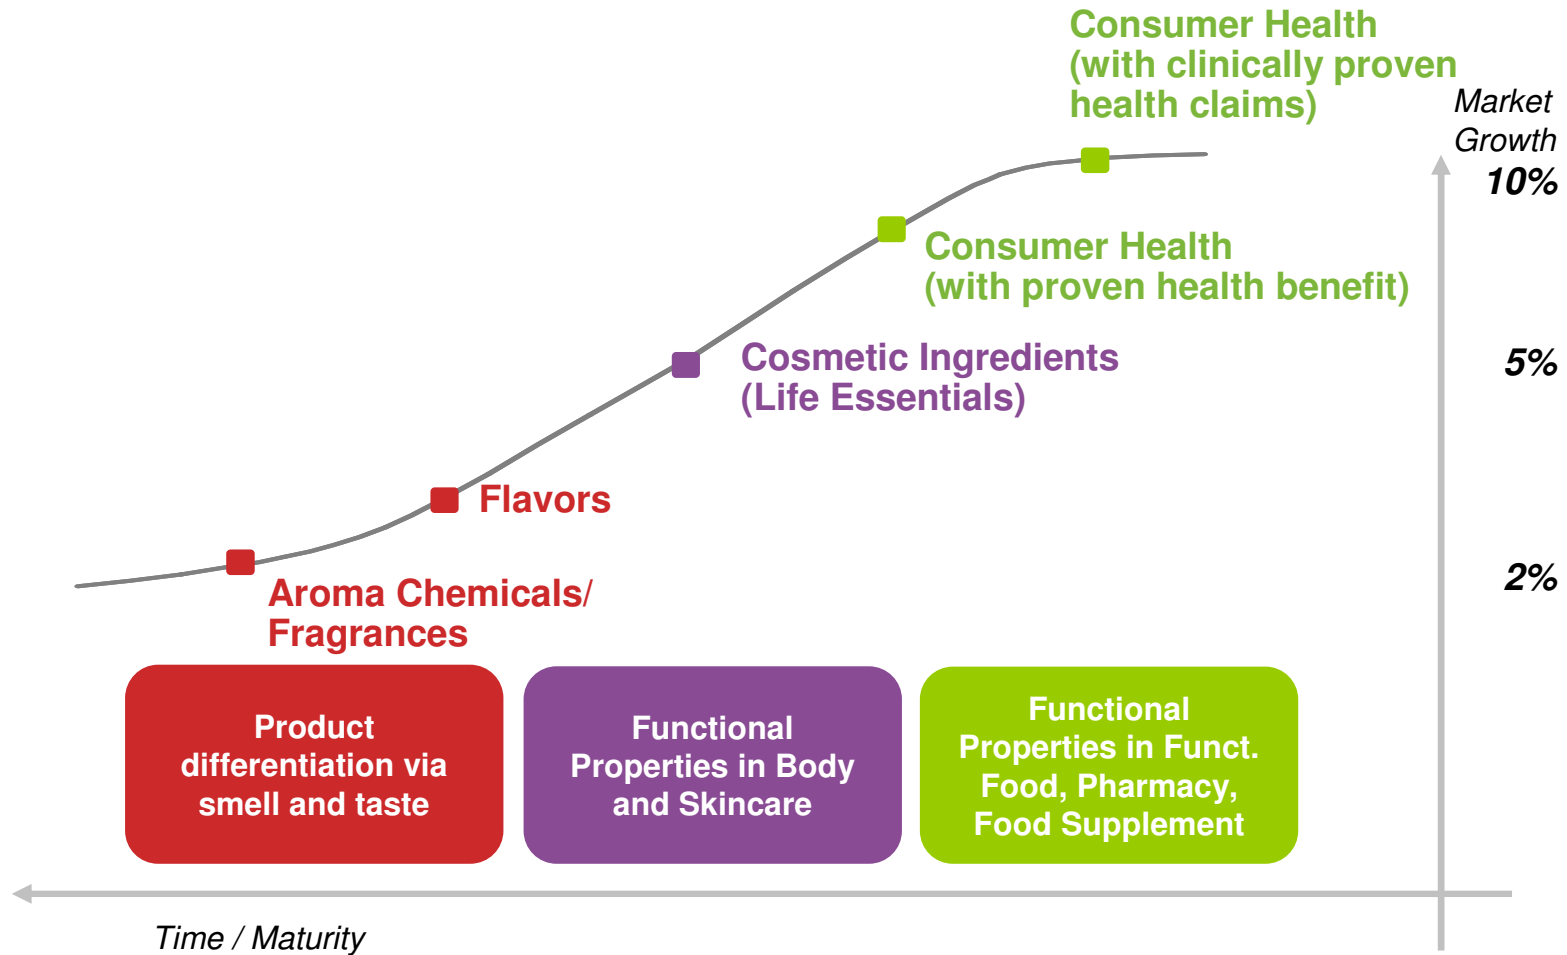 Consumer Health
(with clinically proven
health claims)
Market
Growth
10%
Consumer Health
(with proven health benefit)
5%
Cosmetic Ingredients
(Life Essentials)
Flavors
2%
Aroma Chemicals/
Fragrances
Product
differentiation via
smell and taste
Functional
Properties in Body
and Skincare
Functional
Properties in Funct.
Food, Pharmacy,
Food Supplement
Time / Maturity